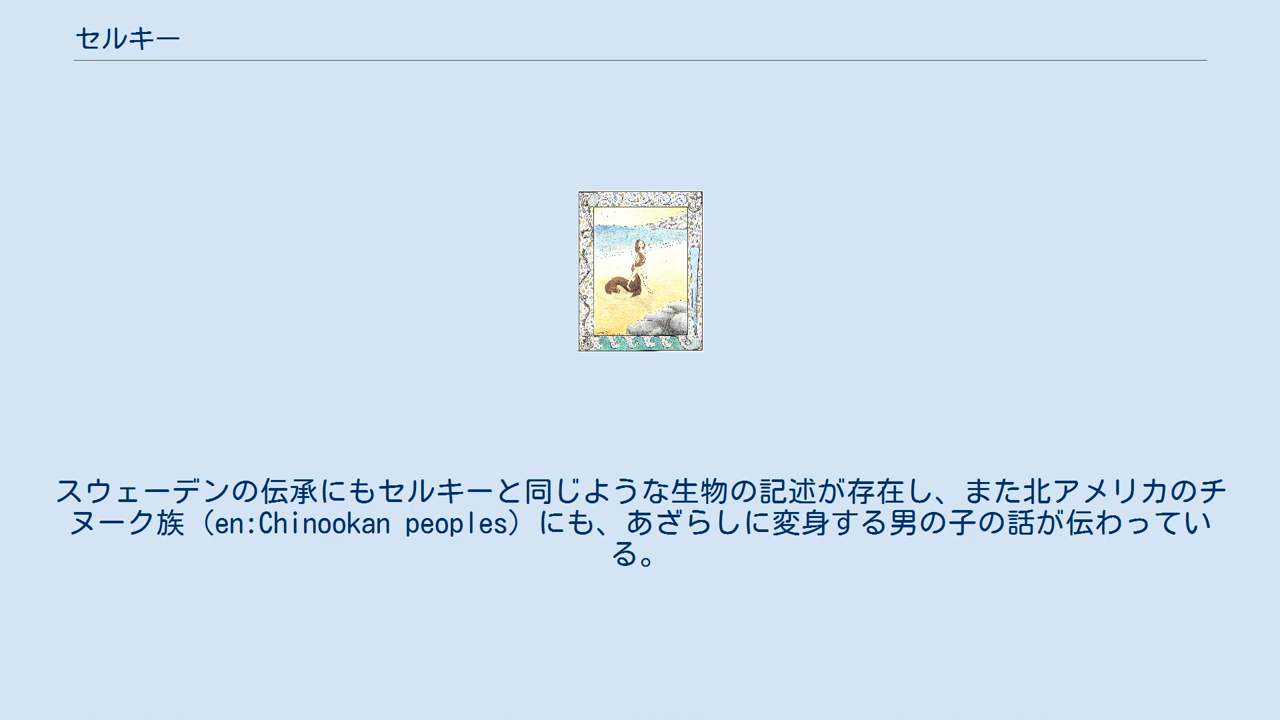 セルキー
スウェーデンの伝承にもセルキーと同じような生物の記述が存在し、また北アメリカのチ
ヌーク族（en:Chinookan peoples）にも、あざらしに変身する男の子の話が伝わってい
る。